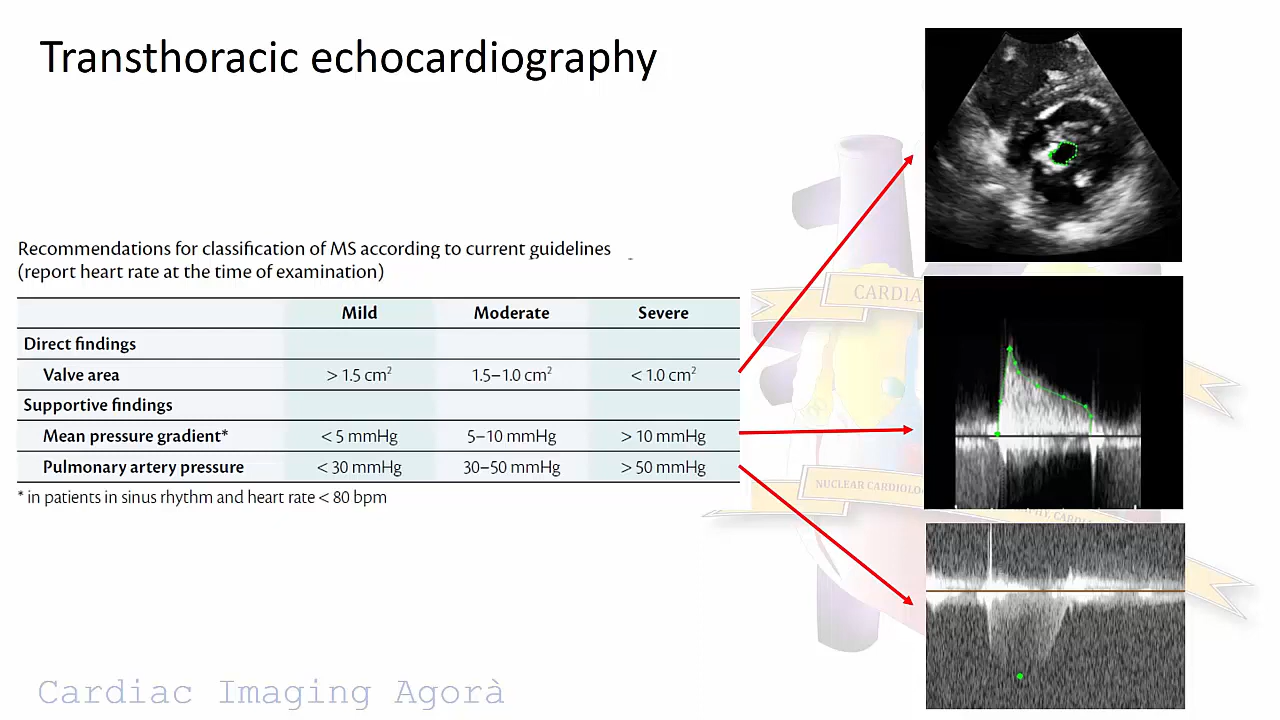 Transthoracic echocardiography
Recommendations for classification of MS according to current guidelines
(report heart rate at the time of examination)
Mild Moderate Severe
Direct findings
Valve area > 1.5 cm² 1.5–1.0 cm² < 1.0 cm²
Supportive findings
Mean pressure gradient* < 5 mmHg 5–10 mmHg > 10 mmHg
Pulmonary artery pressure < 30 mmHg 30–50 mmHg > 50 mmHg
* in patients in sinus rhythm and heart rate < 80 bpm
CARDIA
NUCLEAR CARDIOLO
Cardiac Imaging Agorà